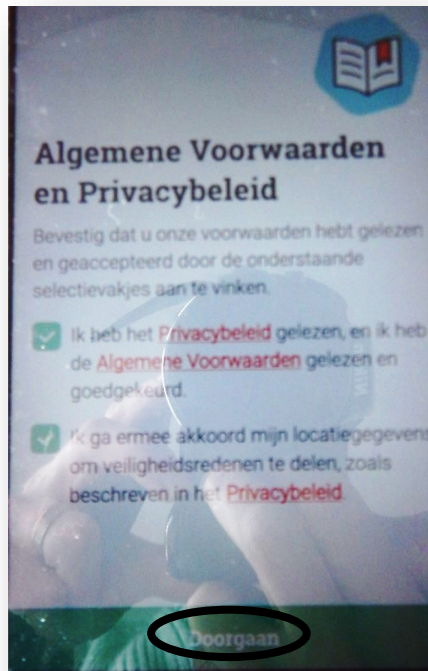 Algemene Voorwaarden
en Privacybeleid
Bevestig dat u onze voorwaarden hebt gelezen
en geaccepteerd door de onderstaande
selectievakjes aan te vinken.
Ik heb het Privacybeleid gelezen, en ik heb
de Algemene Voorwaarden gelezen en
goedgekeurd.
Ik ga ermee akkoord mijn locatiegegevens
om veiligheidsredenen te delen, zoals
beschreven in het Privacybeleid.
Doorgaan